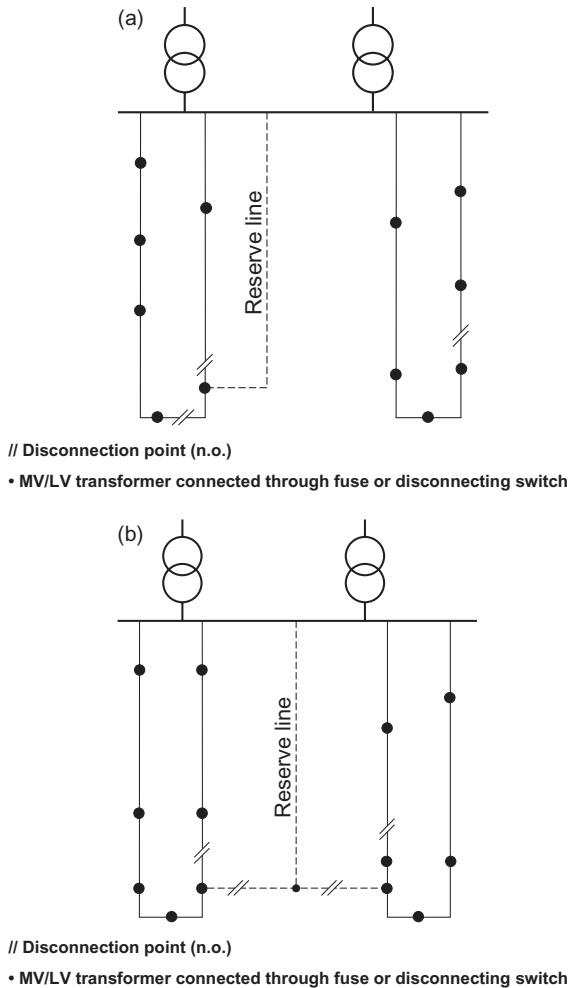 (a)
Reserve line
// Disconnection point (n.o.)
• MV/LV transformer connected through fuse or disconnecting switch
(b)
Reserve line
// Disconnection point (n.o.)
• MV/LV transformer connected through fuse or disconnecting switch